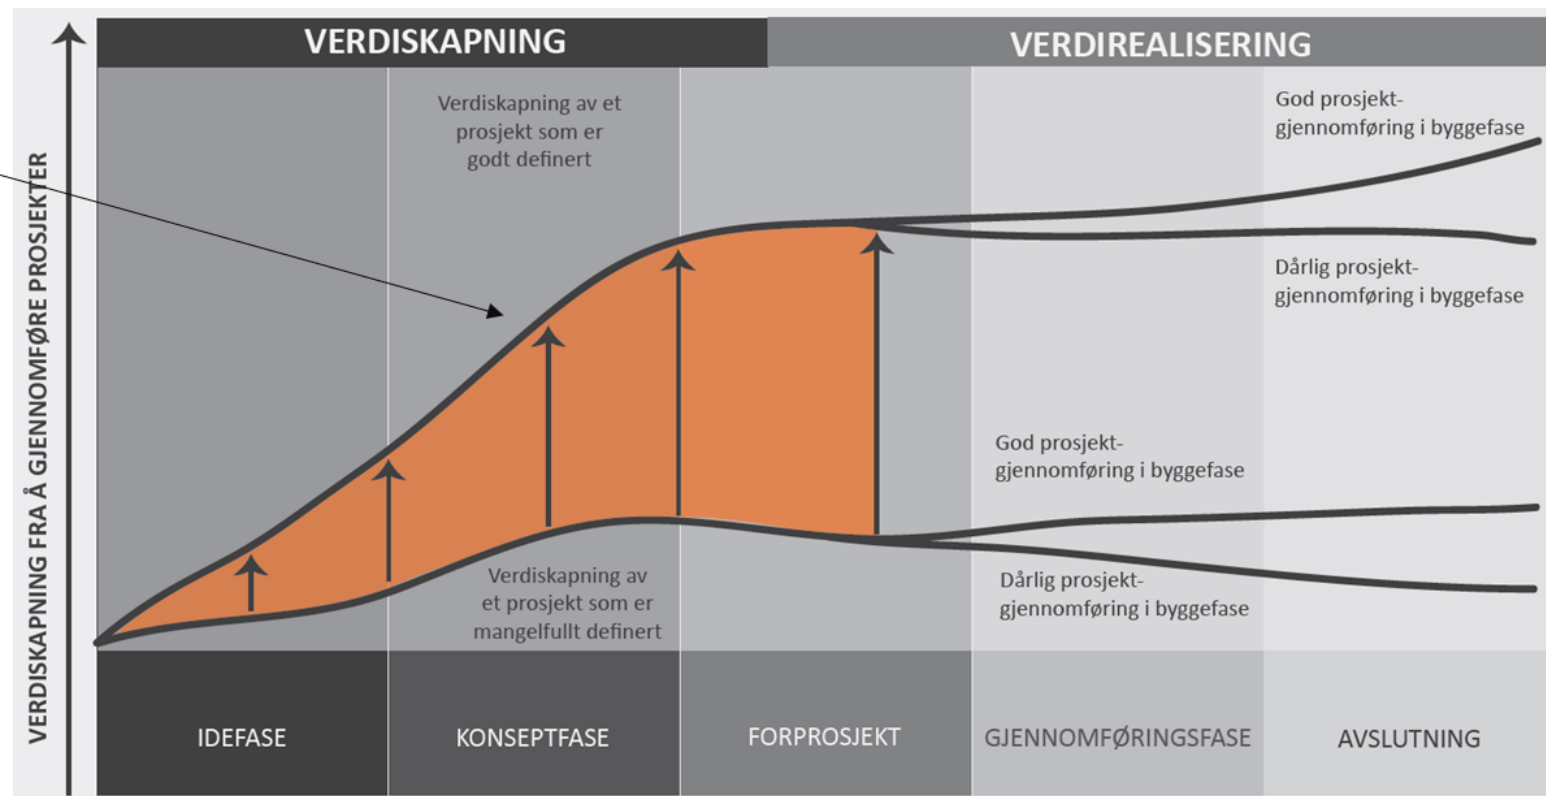 VERDISKAPNING
VERDIREALISERING
VERDISKAPNING FRA Å GJENNOMFØRE PROSJEKTER
Verdiskapning av et
prosjekt som er
godt definert
God prosjekt-
gjennomføring i byggefase
Dårlig prosjekt-
gjennomføring i byggefase
God prosjekt-
gjennomføring i byggefase
Verdiskapning av
et prosjekt som er
mangelfullt definert
Dårlig prosjekt-
gjennomføring i byggefase
IDEFASE
KONSEPTFASE
FORPROSJEKT
GJENNOMFØRINGSFASE
AVSLUTNING